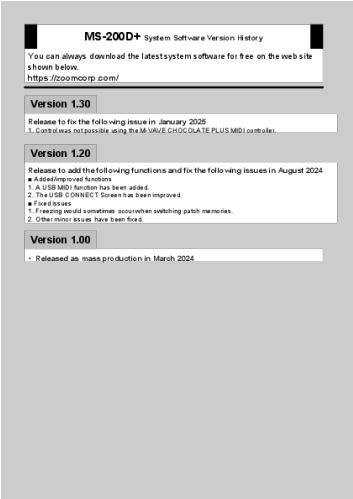 MS-200D+ System Software Version History
You can always download the latest system software for free on the web site
shown below.
https://zoomcorp.com/
Version 1.30
Release to fix the following issue in January 2025
1. Control was not possible using the M-VAVE CHOCOLATE PLUS MIDI controller.
Version 1.20
Release to add the following functions and fix the following issues in August 2024
■ Added/improved functions
1. A USB MIDI function has been added.
2. The USB CONNECT Screen has been improved.
■ Fixed issues
1. Freezing would sometimes occur when switching patch memories.
2. Other minor issues have been fixed.
Version 1.00
・ Released as mass production in March 2024